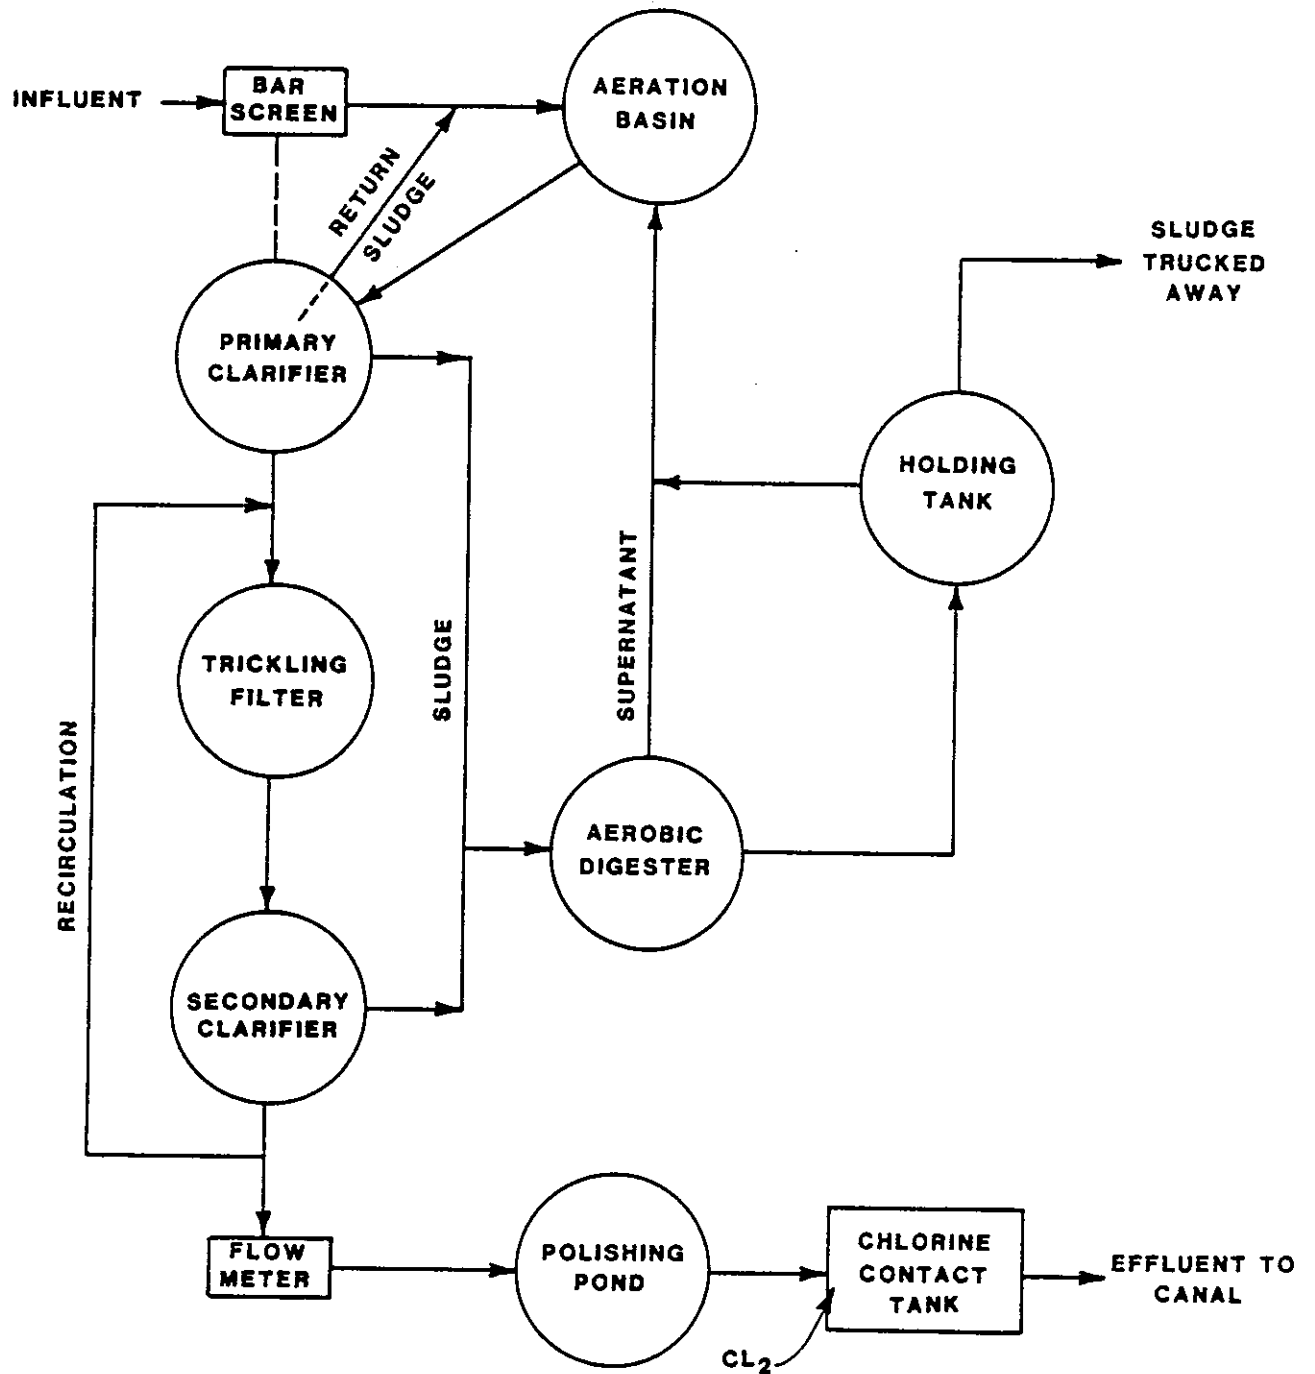 INFLUENT
BAR
SCREEN
AERATION
BASIN
RETURN
SLUDGE
SLUDGE
TRUCKED
AWAY
PRIMARY
CLARIFIER
HOLDING
TANK
SUPERNATANT
SLUDGE
TRICKLING
FILTER
RECIRCULATION
AEROBIC
DIGESTER
SECONDARY
CLARIFIER
FLOW
METER
POLISHING
POND
CHLORINE
CONTACT
TANK
EFFLUENT TO
CANAL
CL₂